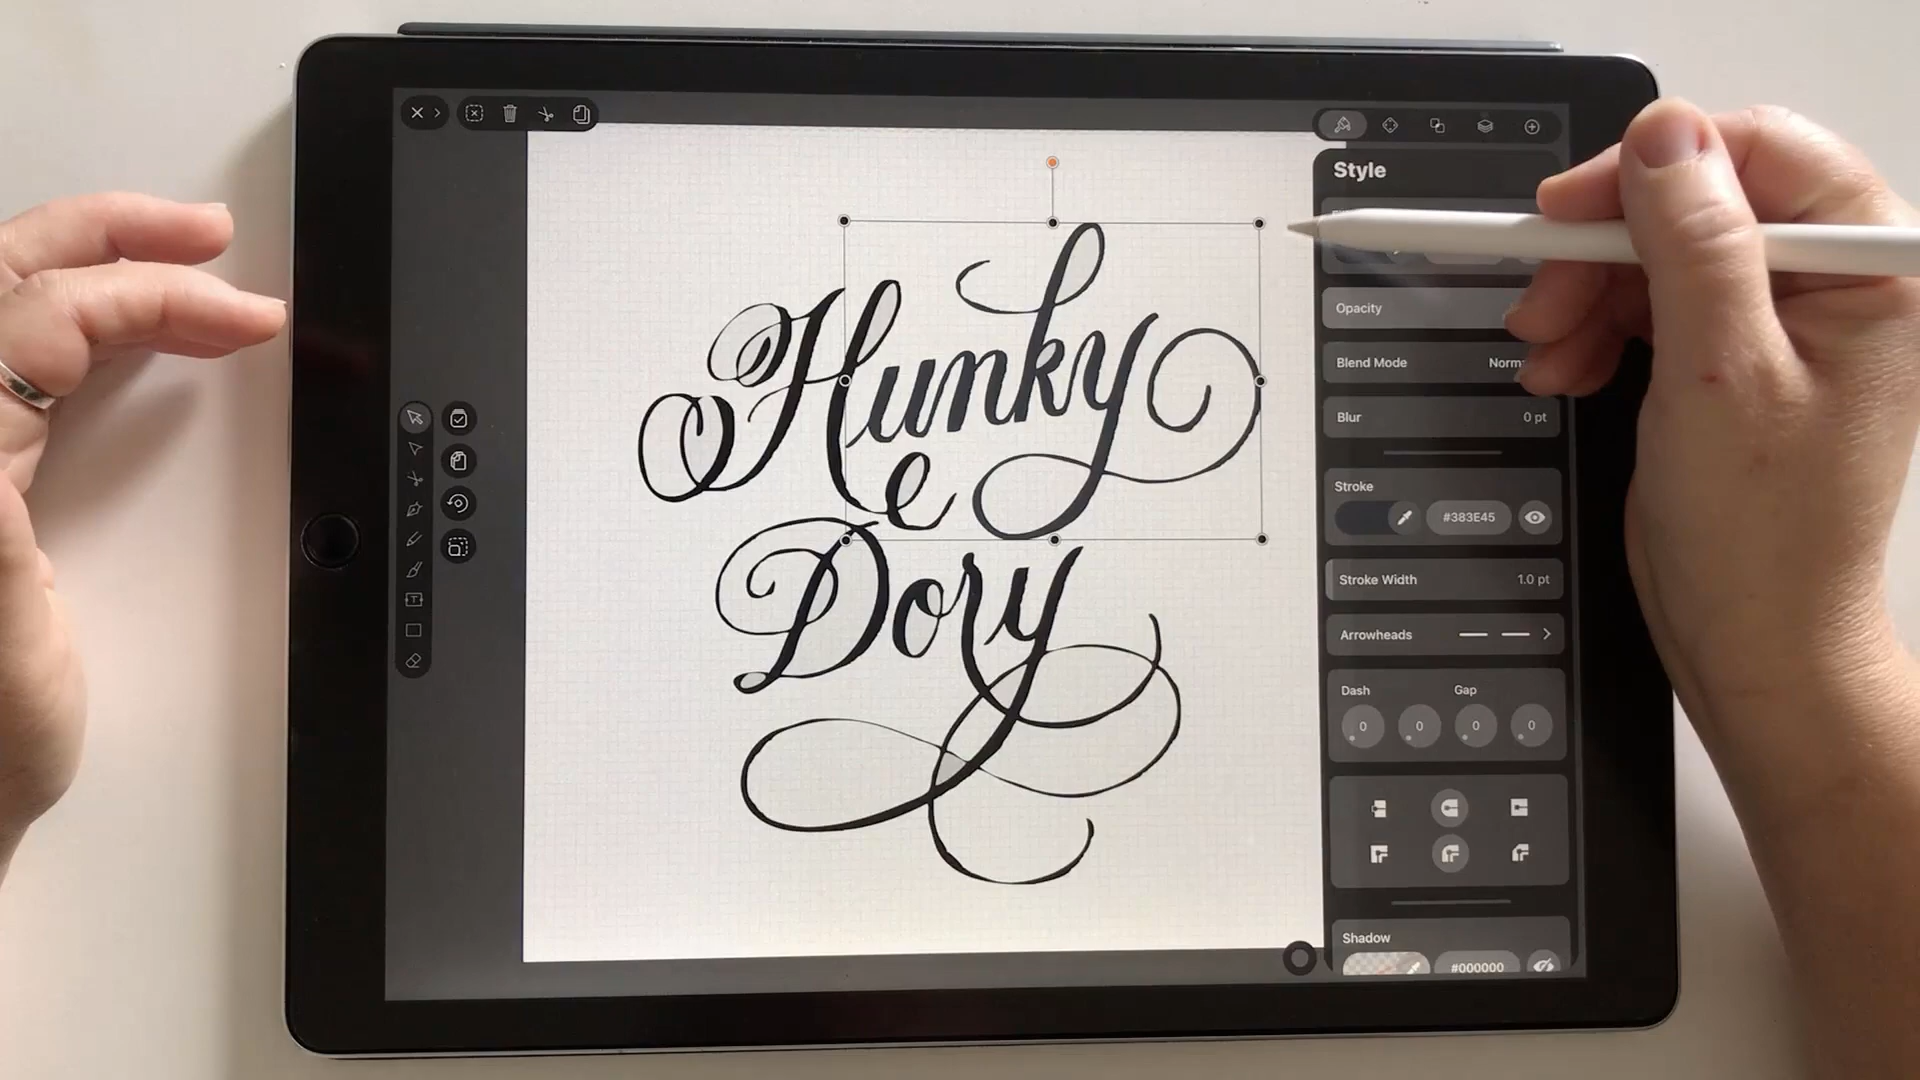 Style
Hunky
Dory
Opacity
Blend Mode
Blur 0 pt
Stroke
#383E45
Stroke Width 1.0 pt
Arrowheads
Dash Gap
0 0 0 0
Shadow
#000000